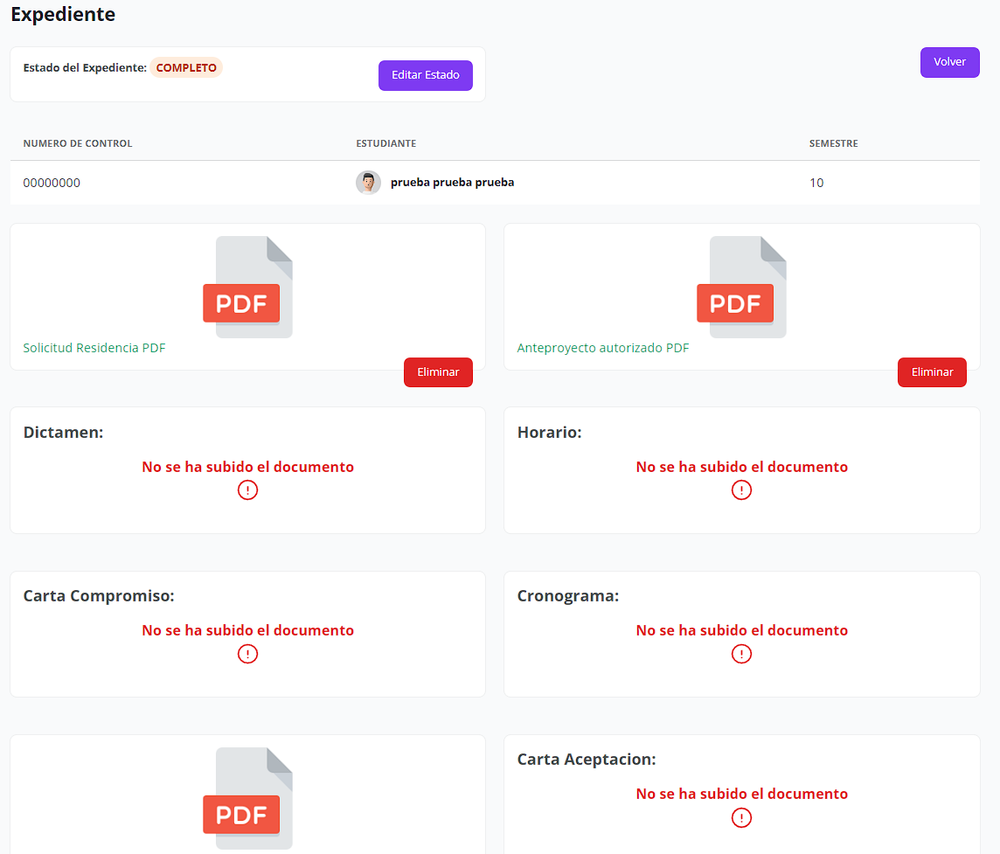 Expediente
Estado del Expediente: COMPLETO
Editar Estado
Volver
NUMERO DE CONTROL ESTUDIANTE SEMESTRE
00000000 prueba prueba prueba 10
PDF
Solicitud Residencia PDF
Eliminar
PDF
Anteproyecto autorizado PDF
Eliminar
Dictamen:
No se ha subido el documento
!
Horario:
No se ha subido el documento
!
Carta Compromiso:
No se ha subido el documento
!
Cronograma:
No se ha subido el documento
!
PDF
Carta Aceptacion:
No se ha subido el documento
!